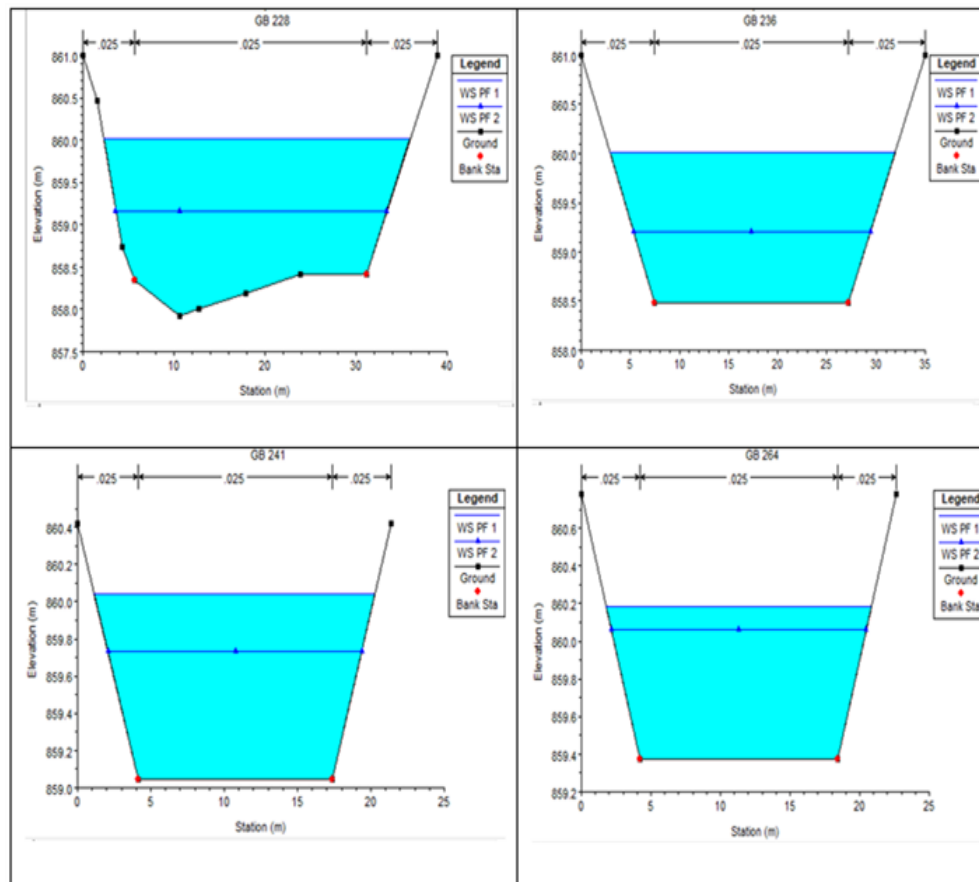 GB 228
.025 .025 .025
Legend
WS PF 1
WS PF 2
Ground
Bank Sta
Elevation (m)
861.0
860.5
860.0
859.5
859.0
858.5
858.0
857.5
0 10 20 30 40
Station (m)
GB 236
.025 .025 .025
Legend
WS PF 1
WS PF 2
Ground
Bank Sta
Elevation (m)
861.0
860.5
860.0
859.5
859.0
858.5
858.0
0 5 10 15 20 25 30 35
Station (m)
GB 241
.025 .025 .025
Legend
WS PF 1
WS PF 2
Ground
Bank Sta
Elevation (m)
860.4
860.2
860.0
859.8
859.6
859.4
859.2
859.0
0 5 10 15 20 25
Station (m)
GB 264
.025 .025 .025
Legend
WS PF 1
WS PF 2
Ground
Bank Sta
Elevation (m)
860.8
860.6
860.4
860.2
860.0
859.8
859.6
859.4
859.2
0 5 10 15 20 25
Station (m)